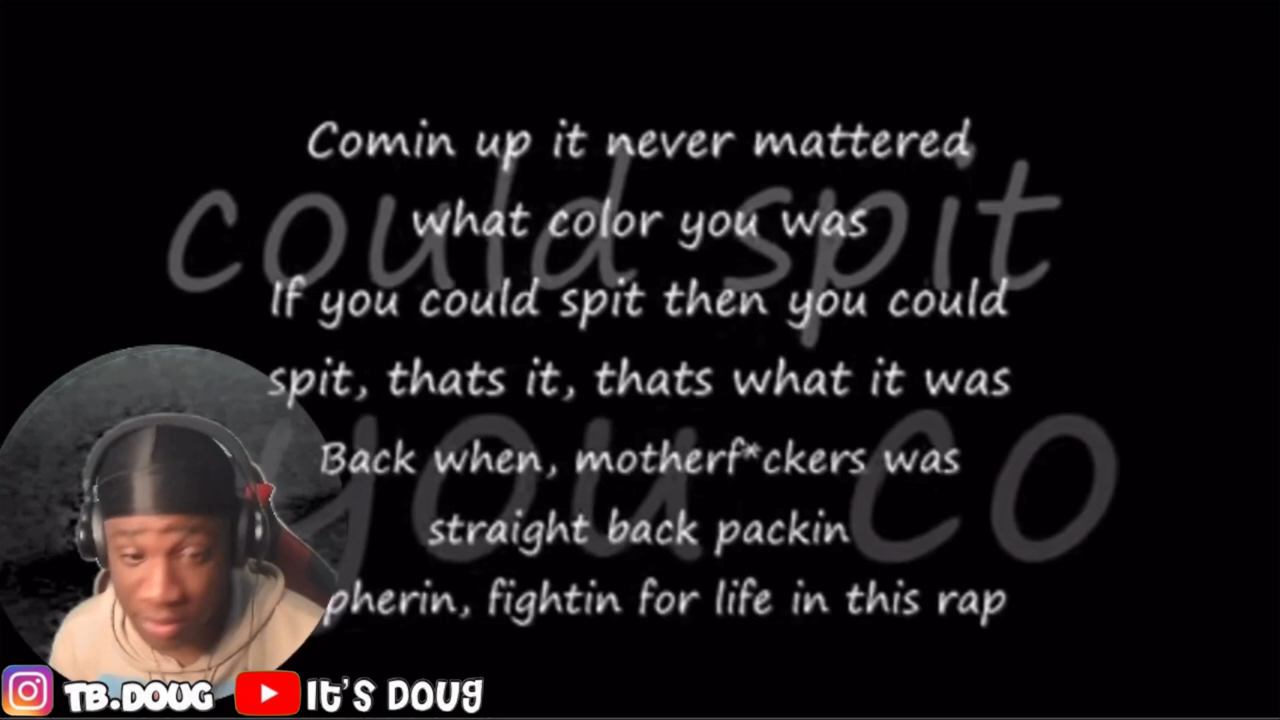 Comin up it never mattered
could spit
what color you was
If you could spit then you could
spit, thats it, thats what it was
you co
Back when, motherf*ckers was
straight back packin
pherin, fightin for life in this rap
TB.DOUG
IT'S DOUG